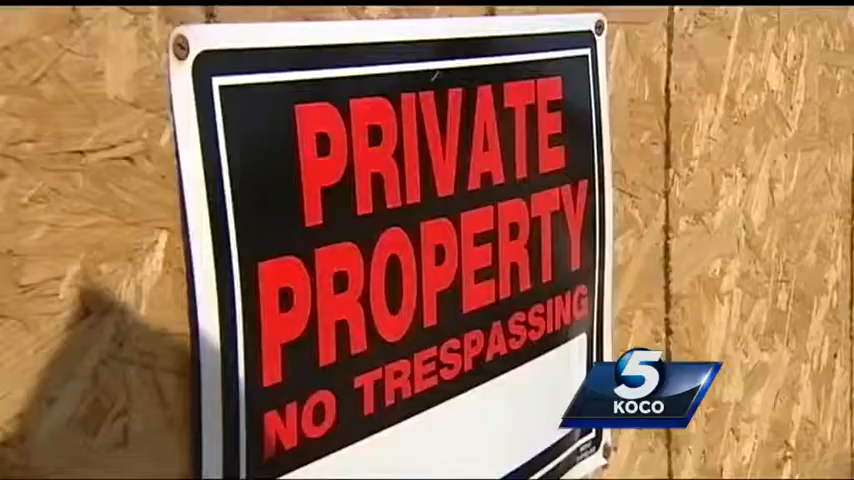 PRIVATE
PROPERTY
NO TRESPASSING
5
KOCO